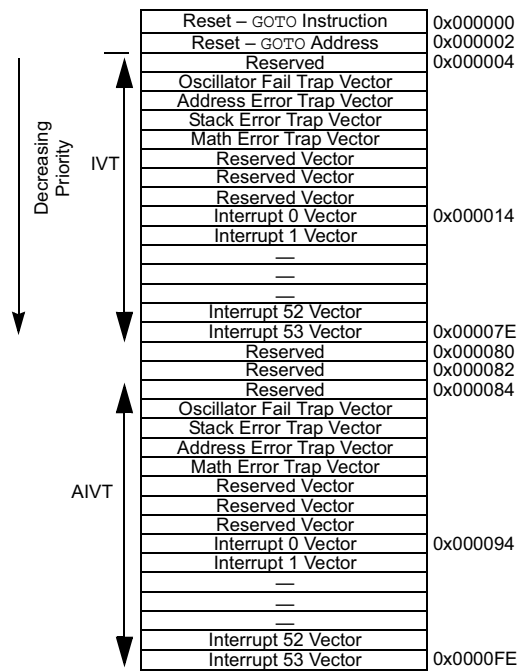 Reset – GOTO Instruction 0x000000
Reset – GOTO Address 0x000002
Reserved 0x000004
Oscillator Fail Trap Vector
Address Error Trap Vector
Stack Error Trap Vector
Math Error Trap Vector
Reserved Vector
Reserved Vector
Reserved Vector
Interrupt 0 Vector 0x000014
Interrupt 1 Vector
—
—
—
Interrupt 52 Vector
Interrupt 53 Vector 0x00007E
Reserved 0x000080
Reserved 0x000082
Reserved 0x000084
Oscillator Fail Trap Vector
Stack Error Trap Vector
Address Error Trap Vector
Math Error Trap Vector
Reserved Vector
Reserved Vector
Reserved Vector
Interrupt 0 Vector 0x000094
Interrupt 1 Vector
—
—
—
Interrupt 52 Vector
Interrupt 53 Vector 0x0000FE
Decreasing
Priority
IVT
AIVT